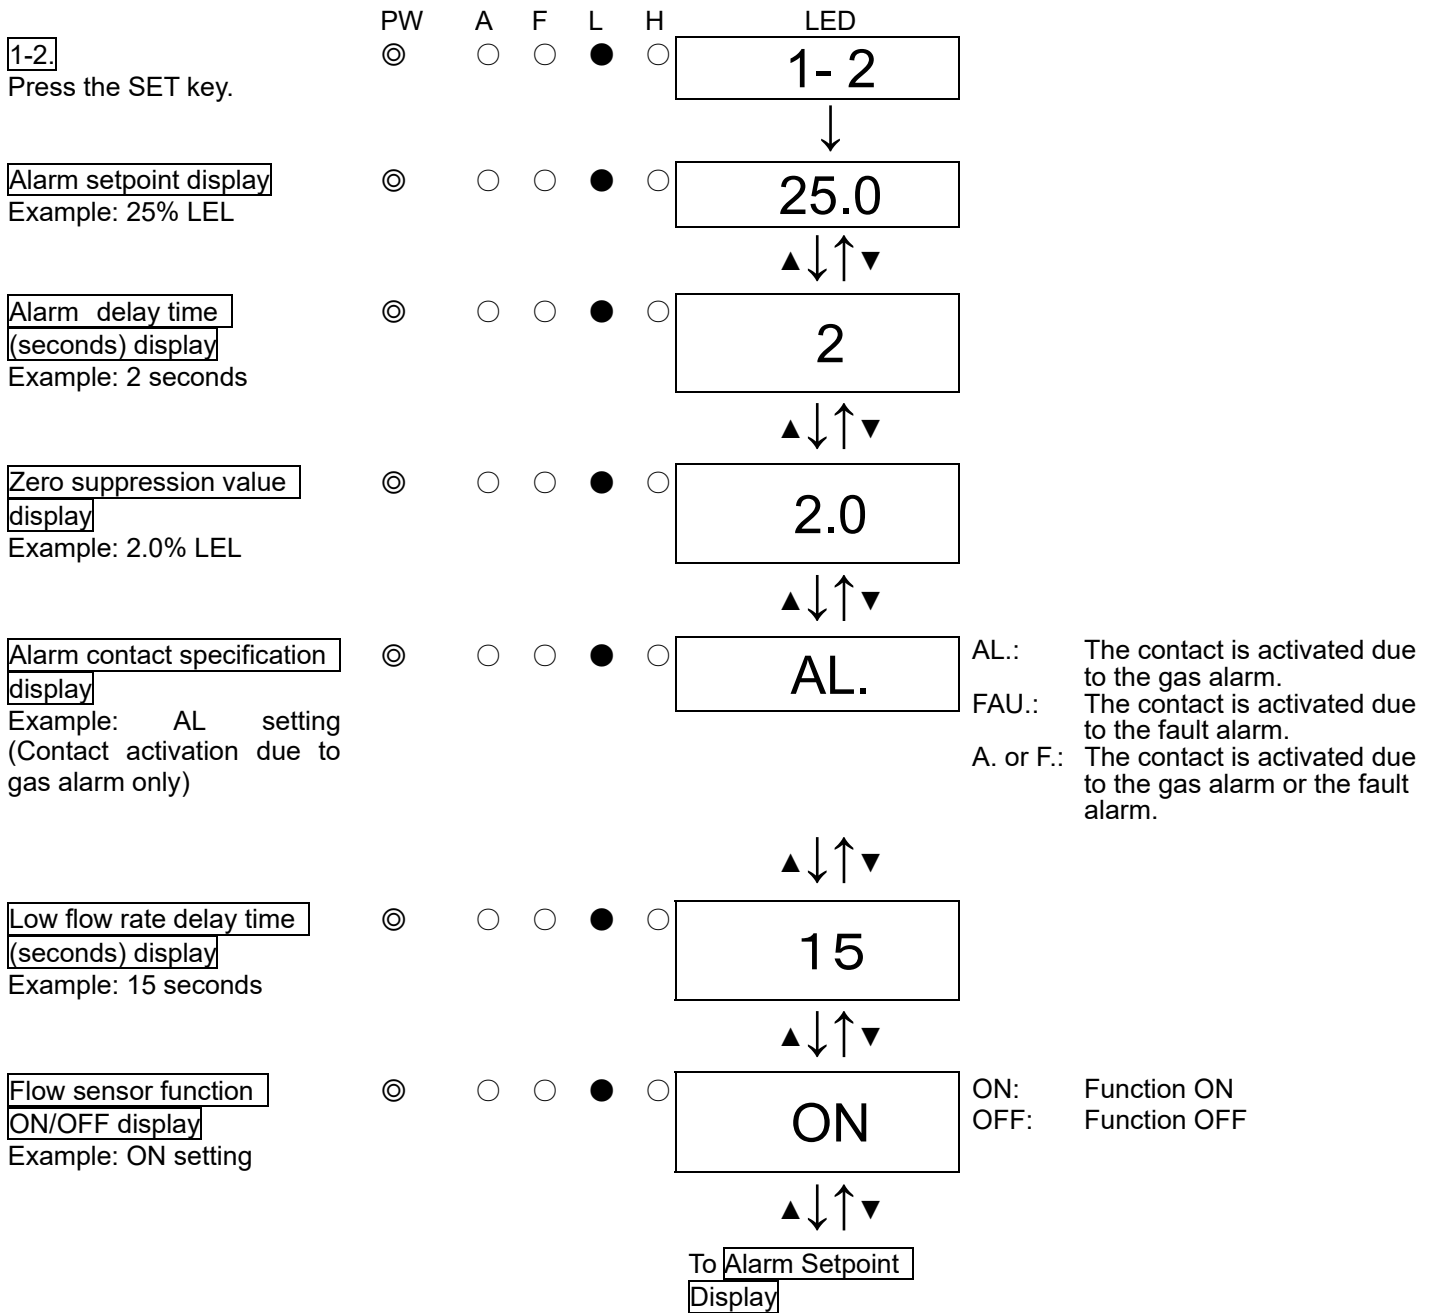 PW A F L H LED
1-2. ◎ ○ ○ ● ○ 1- 2
Press the SET key.
↓
Alarm setpoint display ◎ ○ ○ ● ○ 25.0
Example: 25% LEL
▲↓↑▼
Alarm delay time ◎ ○ ○ ● ○ 2
(seconds) display
Example: 2 seconds
▲↓↑▼
Zero suppression value ◎ ○ ○ ● ○ 2.0
display
Example: 2.0% LEL
▲↓↑▼
Alarm contact specification ◎ ○ ○ ● ○ AL.
display
Example: AL setting
(Contact activation due to
gas alarm only)
AL.: The contact is activated due
to the gas alarm.
FAU.: The contact is activated due
to the fault alarm.
A. or F.: The contact is activated due
to the gas alarm or the fault
alarm.
▲↓↑▼
Low flow rate delay time ◎ ○ ○ ● ○ 15
(seconds) display
Example: 15 seconds
▲↓↑▼
Flow sensor function ◎ ○ ○ ● ○ ON
ON/OFF display
Example: ON setting
ON: Function ON
OFF: Function OFF
▲↓↑▼
To Alarm Setpoint
Display